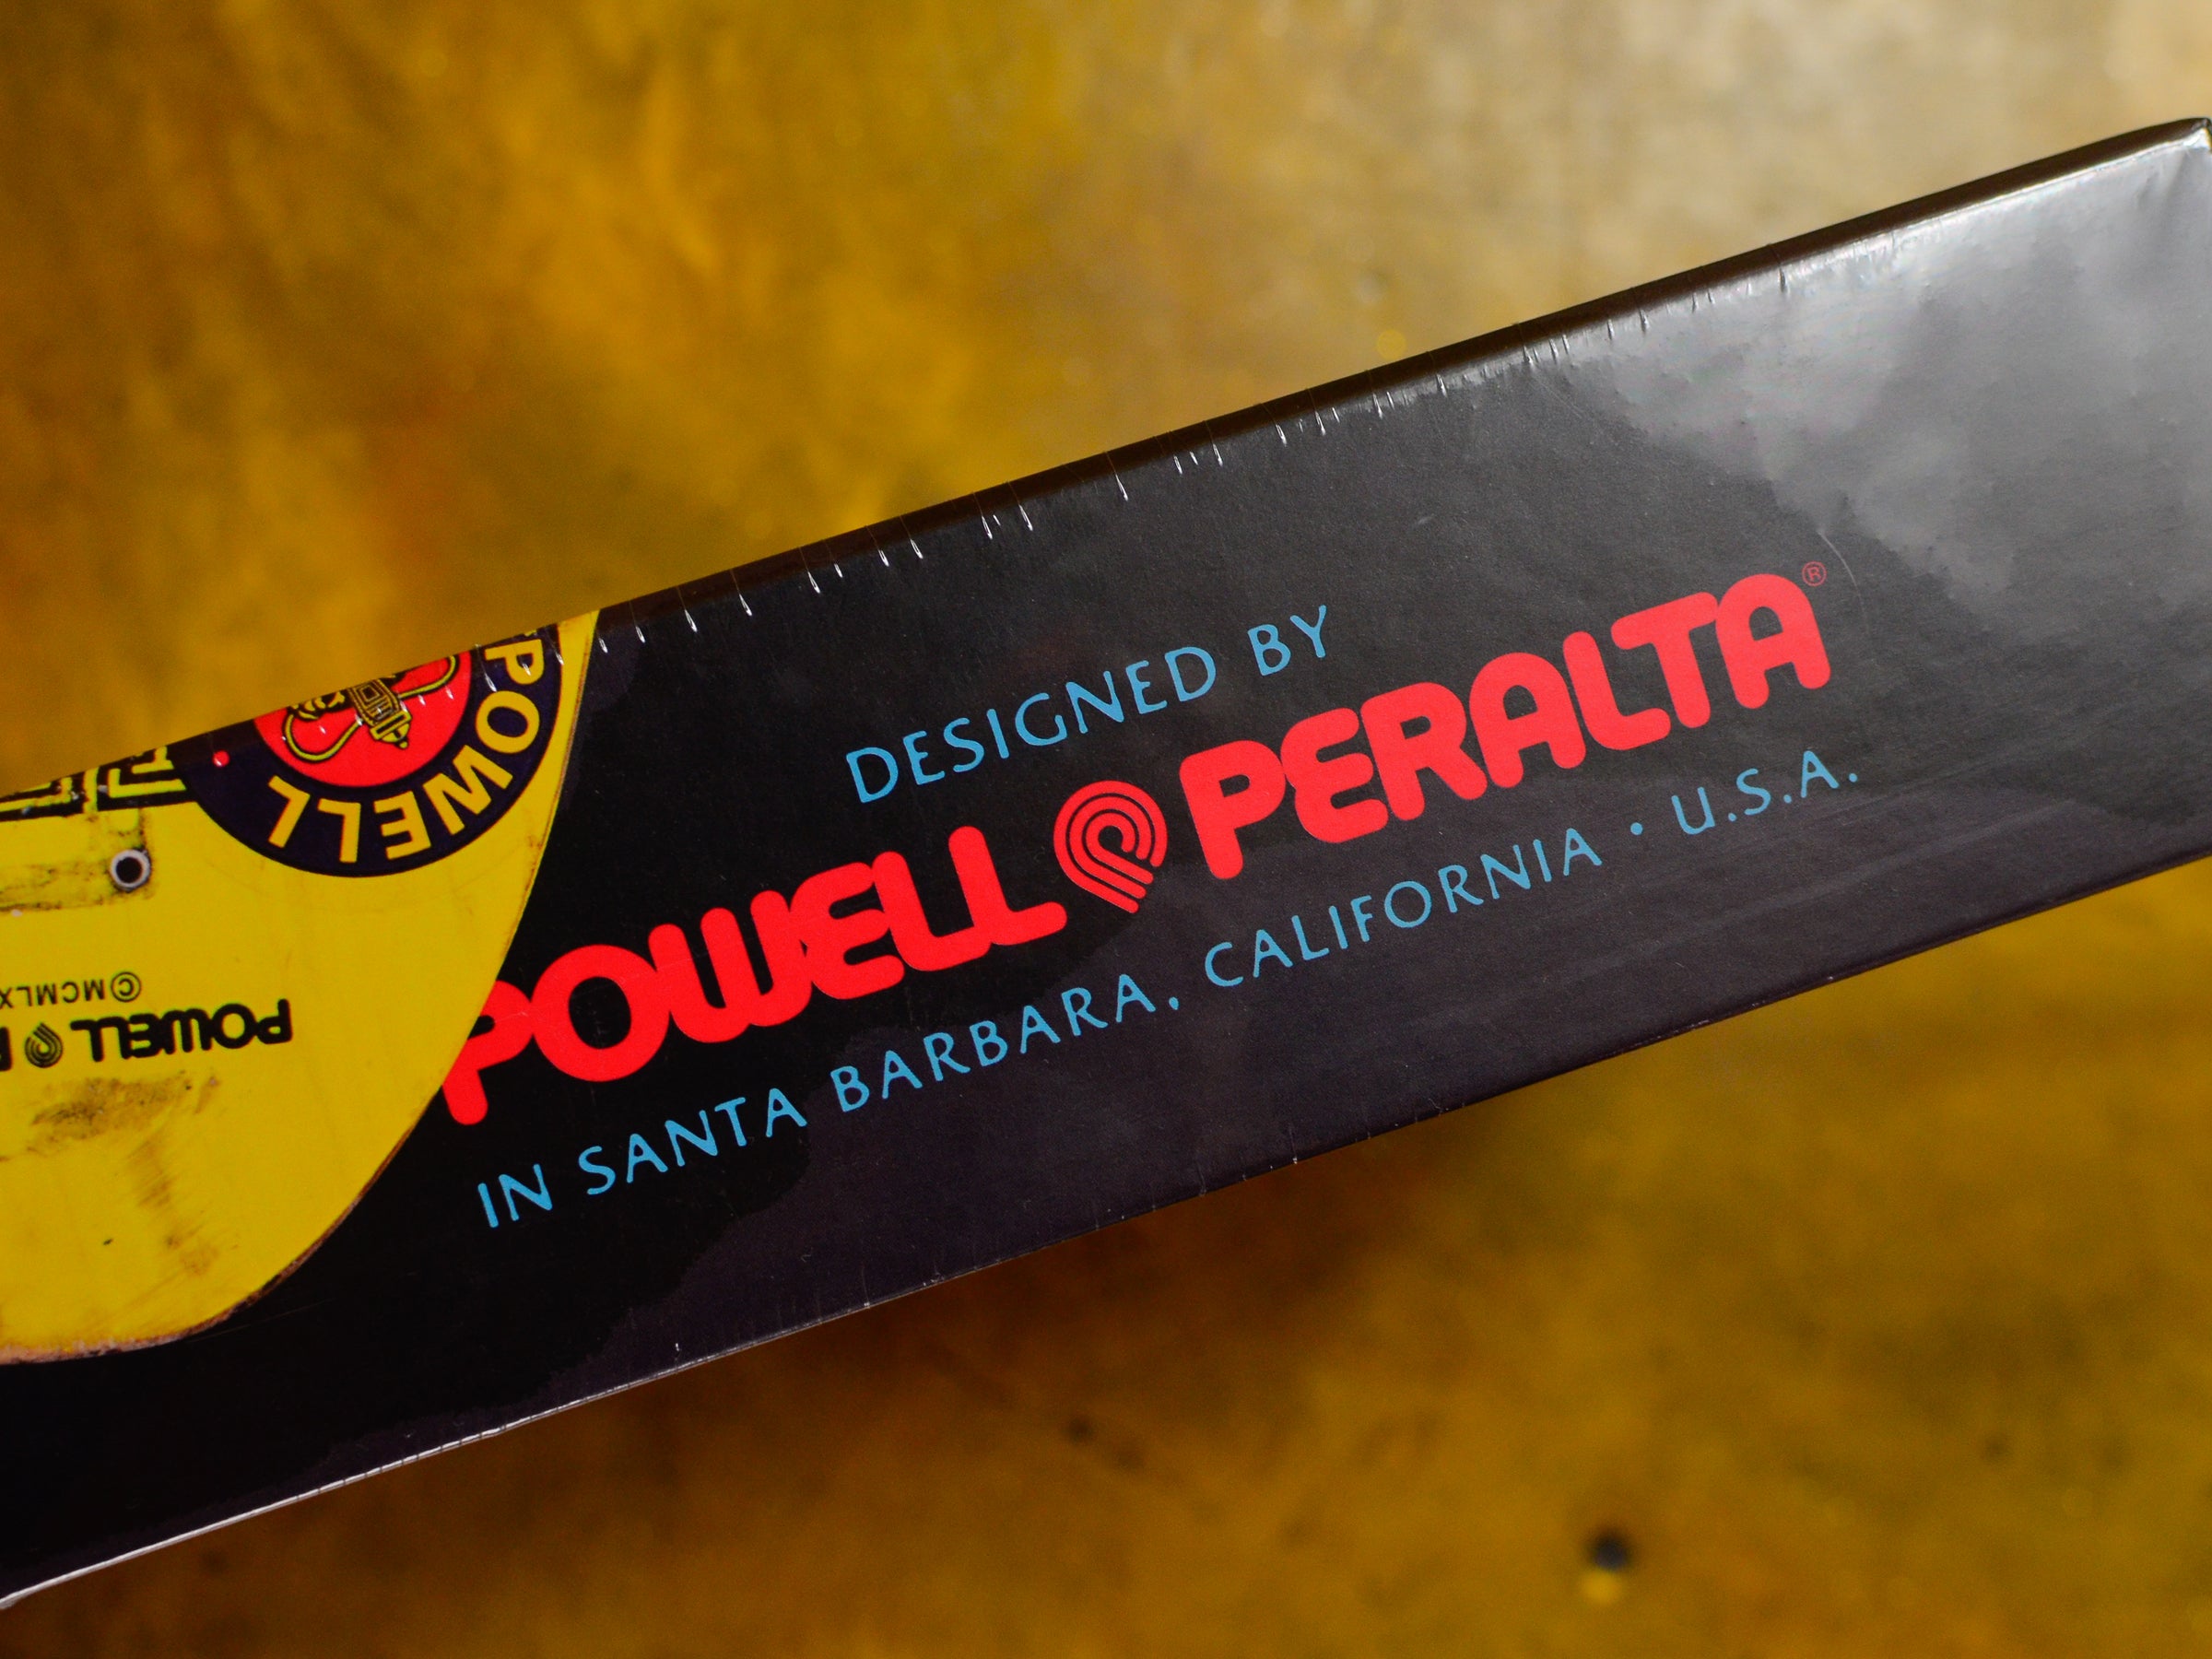 DESIGNED BY
POWELL PERALTA®
IN SANTA BARBARA, CALIFORNIA • U.S.A.
POWELL
©MCMLX
POWELL